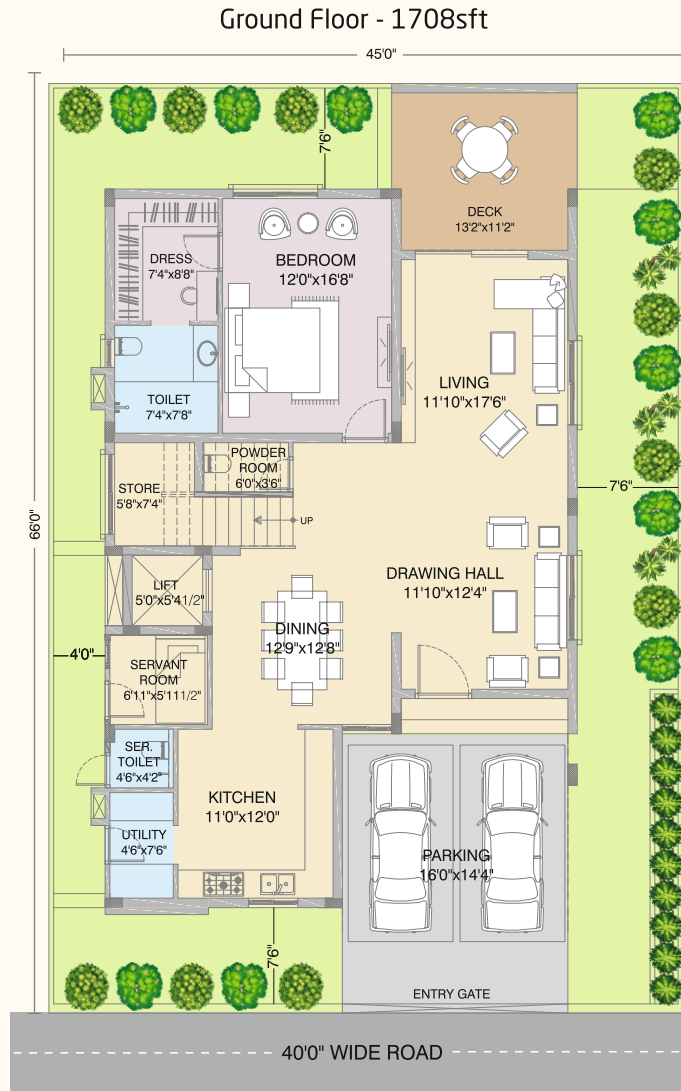 Ground Floor - 1708sft
45'0"
7'6"
DECK
13'2"x11'2"
DRESS
7'4"x8'8"
BEDROOM
12'0"x16'8"
LIVING
11'10"x17'6"
TOILET
7'4"x7'8"
POWDER
ROOM
6'0"x3'6"
STORE
5'8"x7'4"
7'6"
UP
66'0"
LIFT
5'0"x5'41/2"
DRAWING HALL
11'10"x12'4"
DINING
12'9"x12'8"
4'0"
SERVANT
ROOM
6'11"x5'111/2"
SER.
TOILET
4'6"x4'2"
KITCHEN
11'0"x12'0"
UTILITY
4'6"x7'6"
PARKING
16'0"x14'4"
7'6"
ENTRY GATE
40'0" WIDE ROAD